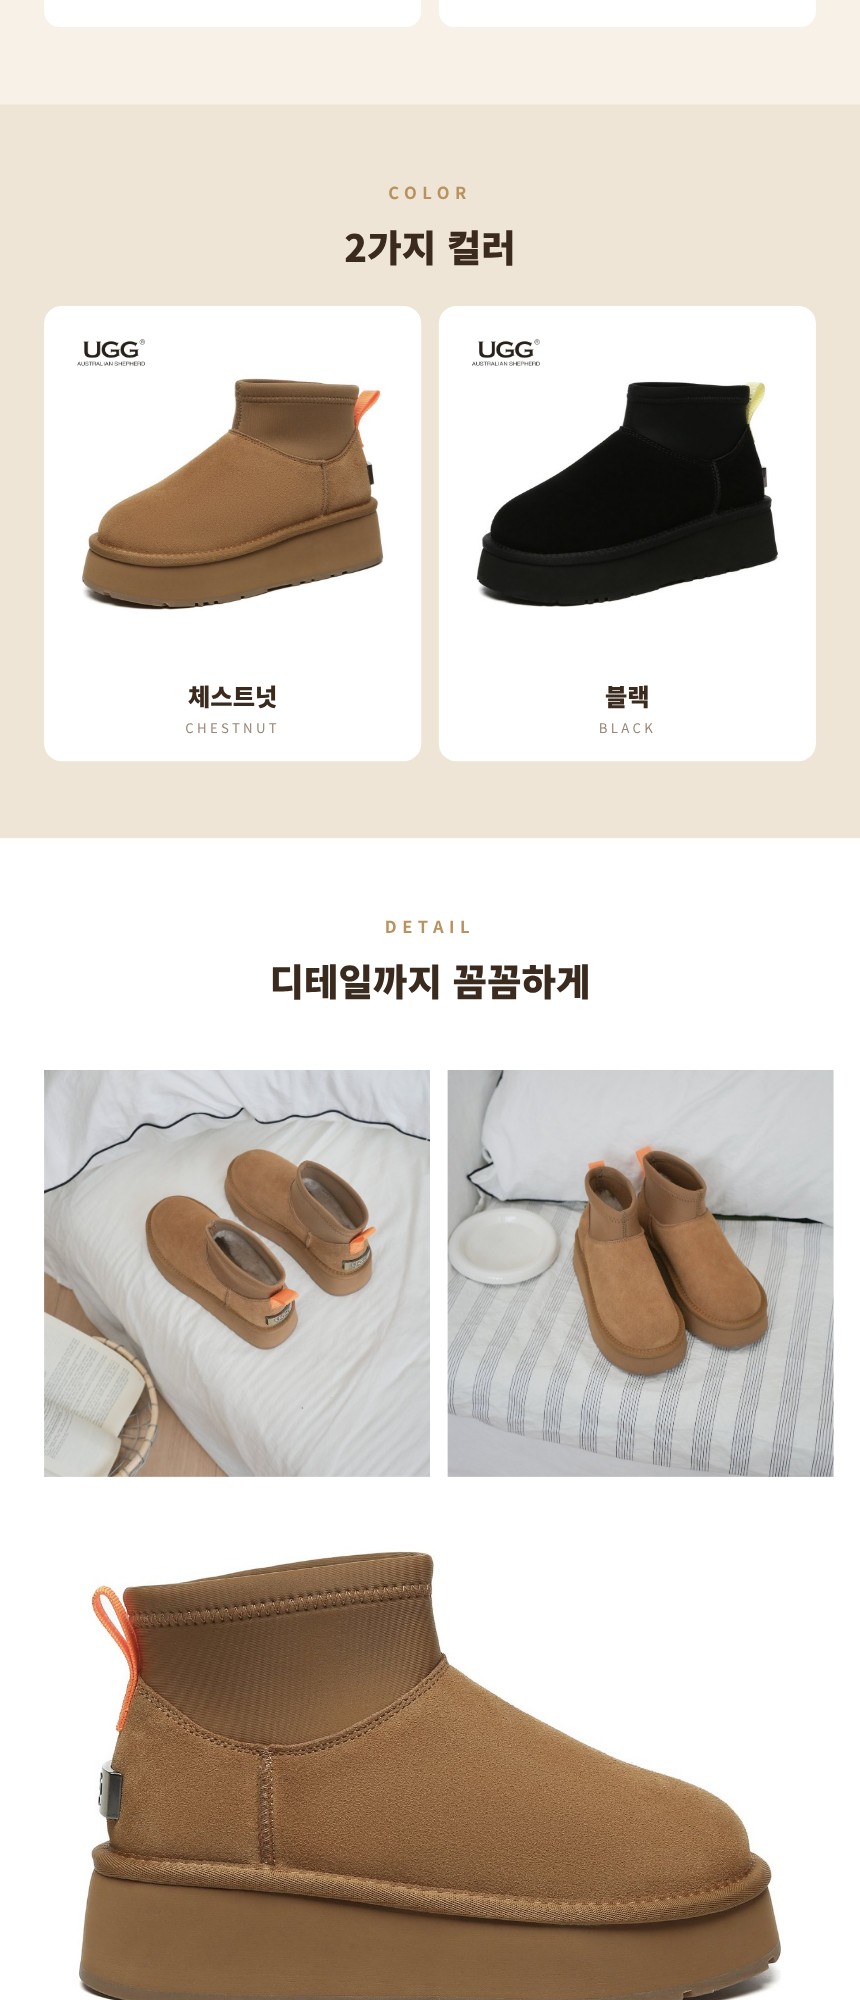 COLOR
2가지 컬러
UGG®
AUSTRALIAN SHEPHERD
UGG®
AUSTRALIAN SHEPHERD
체스트넛
CHESTNUT
블랙
BLACK
DETAIL
디테일까지 꼼꼼하게